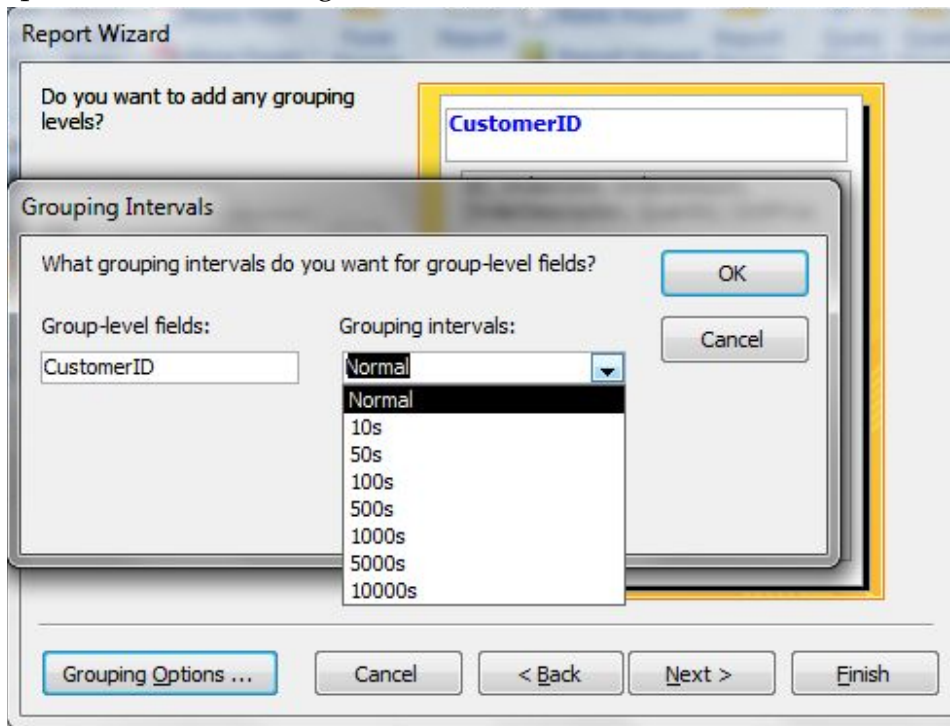 Report Wizard
Do you want to add any grouping
levels?
CustomerID
Grouping Intervals
What grouping intervals do you want for group-level fields?
OK
Group-level fields:
Grouping intervals:
Cancel
CustomerID
Normal
Normal
10s
50s
100s
500s
1000s
5000s
10000s
Grouping Options ...
Cancel
< Back
Next >
Finish